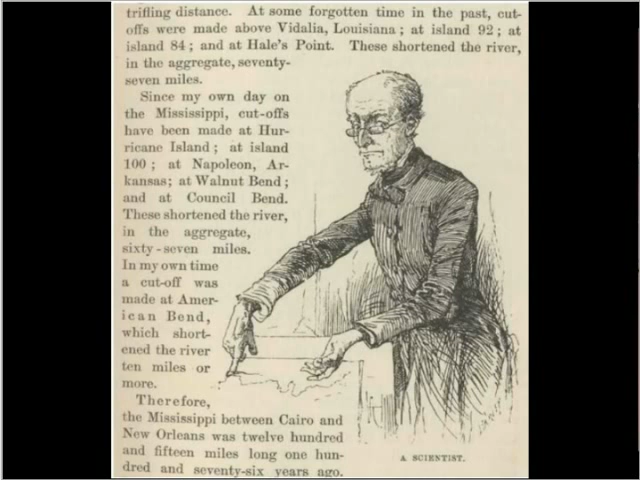 trifling distance. At some forgotten time in the past, cut-
offs were made above Vidalia, Louisiana; at island 92; at
island 84; and at Hale's Point. These shortened the river,
in the aggregate, seventy-
seven miles.
Since my own day on
the Mississippi, cut-offs
have been made at Hur-
ricane Island; at island
100; at Napoleon, Ar-
kansas; at Walnut Bend;
and at Council Bend.
These shortened the river,
in the aggregate,
sixty-seven miles.
In my own time
a cut-off was
made at Amer-
ican Bend,
which short-
ened the river
ten miles or
more.
Therefore,
the Mississippi between Cairo and
New Orleans was twelve hundred
and fifteen miles long one hun-
dred and seventy-six years ago.
A SCIENTIST.